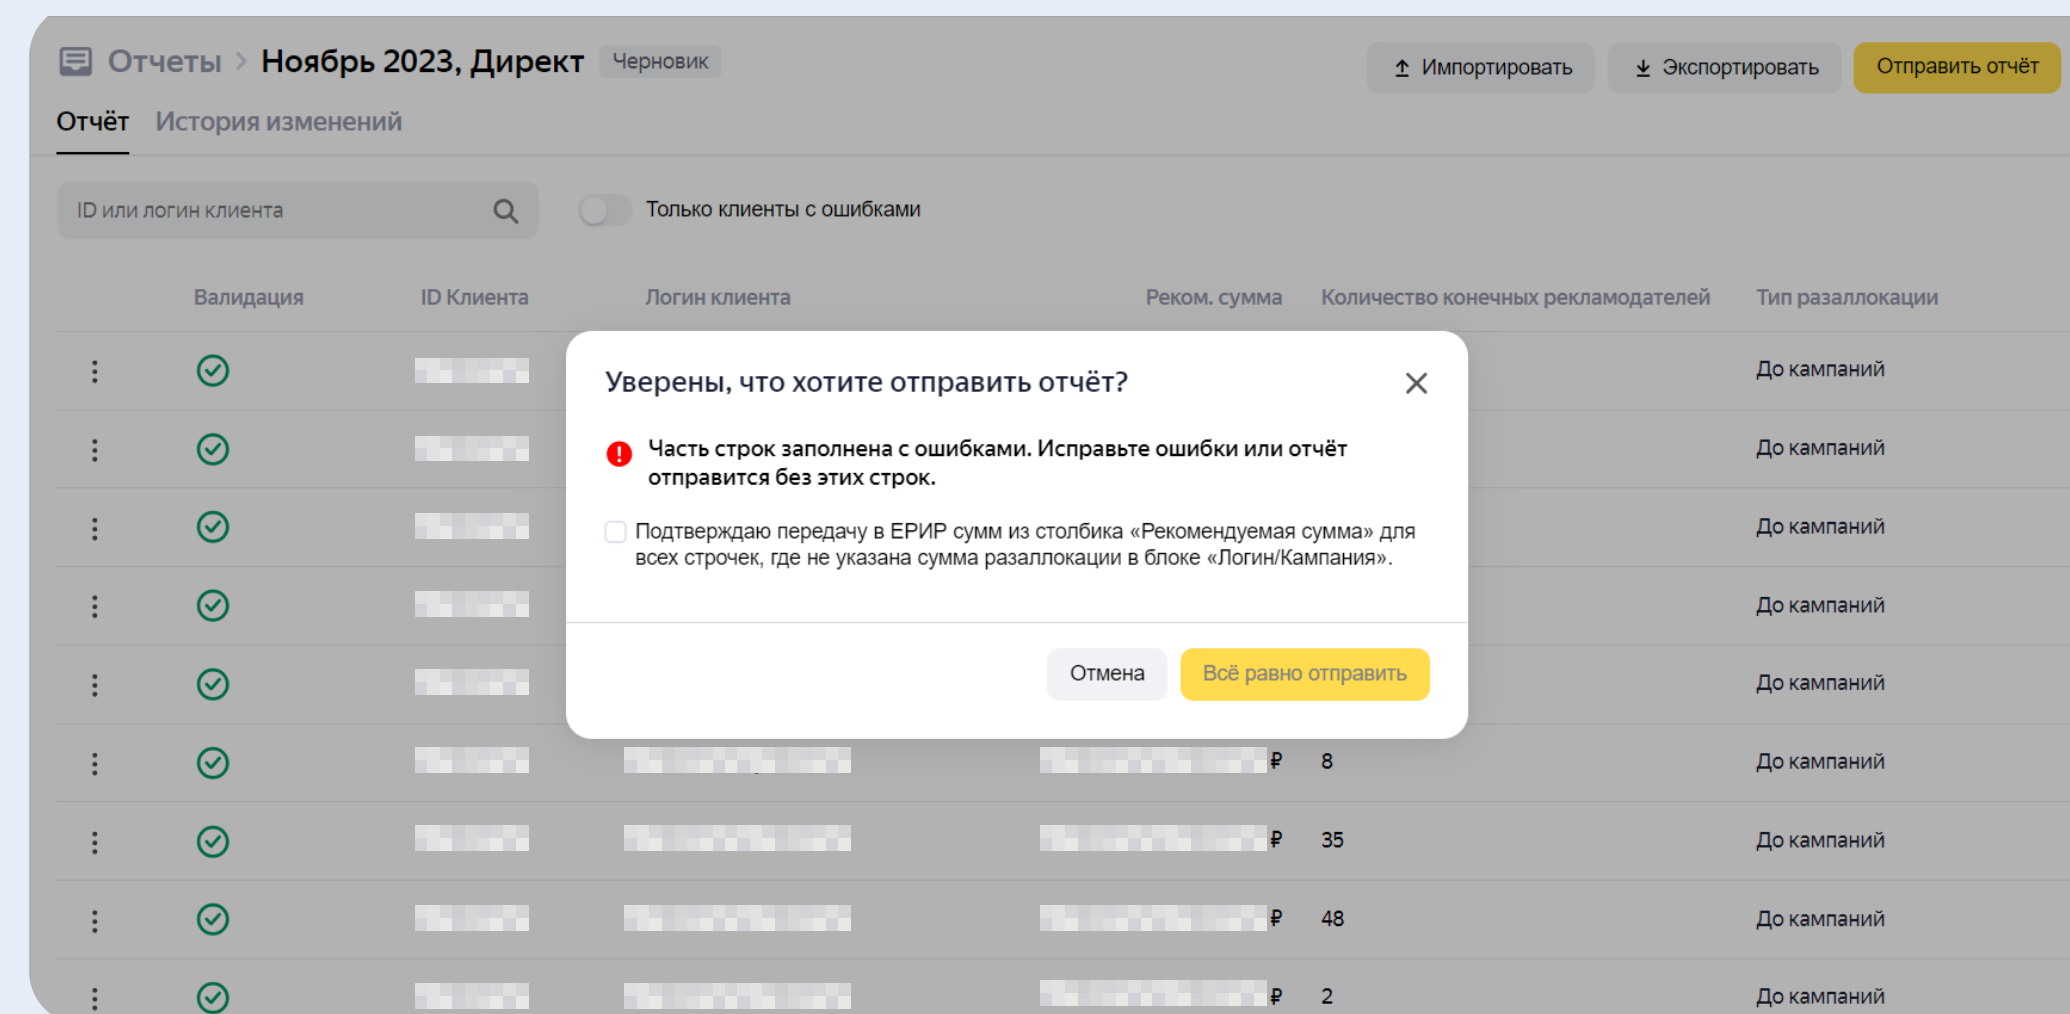 Отчеты > Ноябрь 2023, Директ Черновик
Импортировать Экспортировать Отправить отчёт
Отчёт История изменений
ID или логин клиента Только клиенты с ошибками
Валидация ID Клиента Логин клиента Реком. сумма Количество конечных рекламодателей Тип разаллокации
До кампаний
До кампаний
До кампаний
До кампаний
До кампаний
Уверены, что хотите отправить отчёт?
Часть строк заполнена с ошибками. Исправьте ошибки или отчёт
отправится без этих строк.
Подтверждаю передачу в ЕРИР сумм из столбика «Рекомендуемая сумма» для
всех строчек, где не указана сумма разаллокации в блоке «Логин/Кампания».
Отмена Всё равно отправить
₽ 8 До кампаний
₽ 35 До кампаний
₽ 48 До кампаний
₽ 2 До кампаний